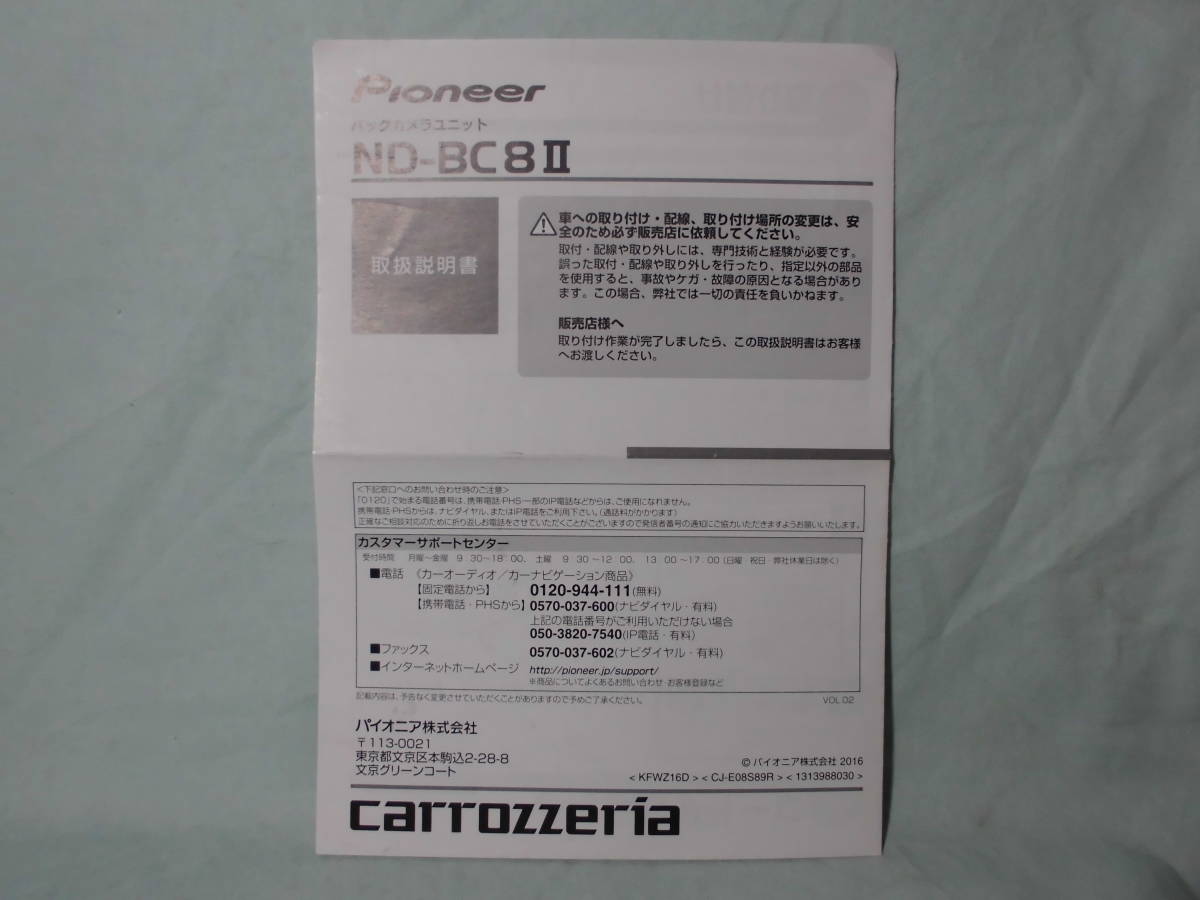 Pioneer
バックカメラユニット
ND-BC8Ⅱ
取扱説明書
車への取り付け・配線、取り付け場所の変更は、安
全のため必ず販売店に依頼してください。
取付・配線や取り外しには、専門技術と経験が必要です。
誤った取付・配線や取り外しを行ったり、指定以外の部品
を使用すると、事故やケガ・故障の原因となる場合があり
ます。この場合、弊社では一切の責任を負いかねます。
販売店様へ
取り付け作業が完了しましたら、この取扱説明書はお客様
へお渡しください。
<下記窓口へのお問い合わせ時のご注意>
「0120」で始まる電話番号は、携帯電話・PHS・一部のIP電話などからは、ご使用になれません。
携帯電話・PHSからは、ナビダイヤル、またはIP電話をご利用下さい。(通話料がかかります)
正確なご相談対応のために折り返しお電話をさせていただくことがございますので発信者番号の通知にご協力いただきますようお願いいたします。
カスタマーサポートセンター
受付時間 月曜～金曜 9:30～18:00、土曜 9:30～12:00、13:00～17:00(日曜・祝日・弊社休業日は除く)
■電話 《カーオーディオ/カーナビゲーション商品》
【固定電話から】 0120-944-111(無料)
【携帯電話・PHSから】 0570-037-600(ナビダイヤル・有料)
上記の電話番号がご利用いただけない場合
050-3820-7540(IP電話・有料)
■ファックス 0570-037-602(ナビダイヤル・有料)
■インターネットホームページ http://pioneer.jp/support/
※商品についてよくあるお問い合わせ・お客様登録など
記載内容は、予告なく変更させていただくことがありますので予めご了承ください。 VOL.02
パイオニア株式会社
〒113-0021
東京都文京区本駒込2-28-8
文京グリーンコート
© パイオニア株式会社 2016
< KFWZ16D > < CJ-E08S89R > < 1313988030 >
carrozzeria